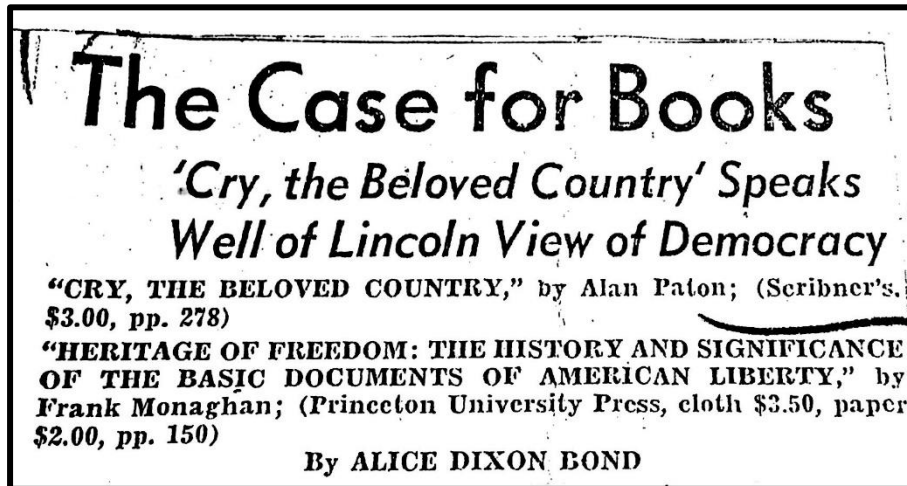 The Case for Books
'Cry, the Beloved Country' Speaks
Well of Lincoln View of Democracy
"CRY, THE BELOVED COUNTRY," by Alan Paton; (Scribner's.
$3.00, pp. 278)
"HERITAGE OF FREEDOM: THE HISTORY AND SIGNIFICANCE
OF THE BASIC DOCUMENTS OF AMERICAN LIBERTY," by
Frank Monaghan; (Princeton University Press, cloth $3.50, paper
$2.00, pp. 150)
By ALICE DIXON BOND